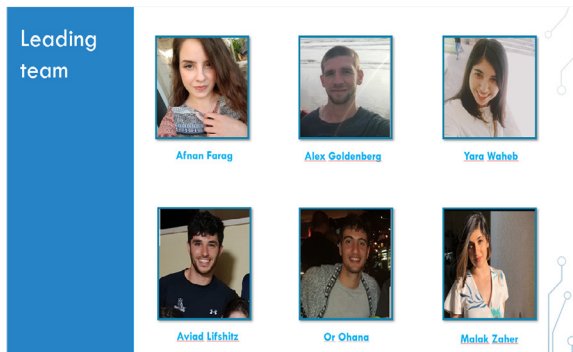 Leading
team
Afnan Farag
Alex Goldenberg
Yara Waheb
Aviad Lifshitz
Or Ohana
Malak Zaher